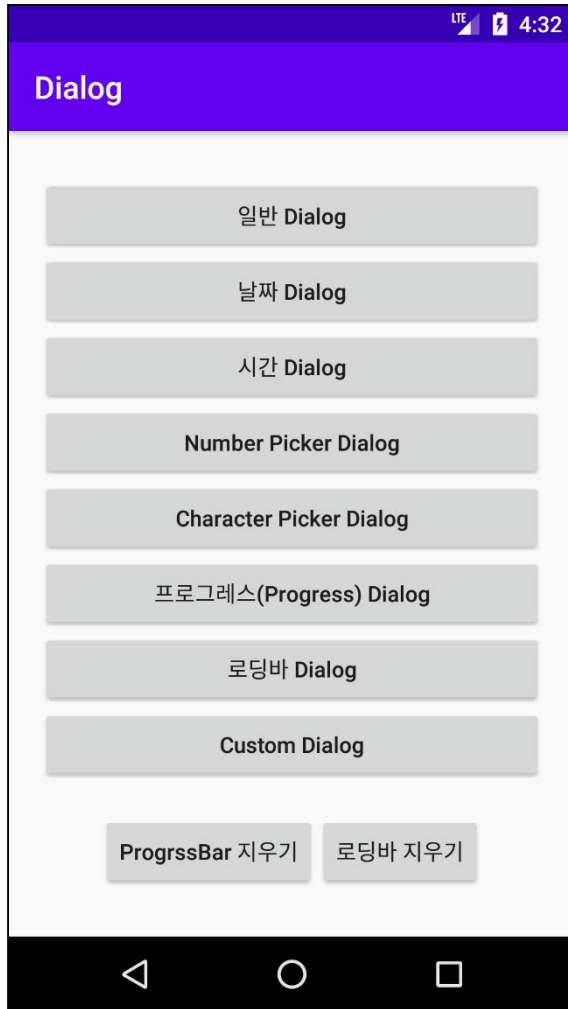 LTE 4:32
Dialog
일반 Dialog
날짜 Dialog
시간 Dialog
Number Picker Dialog
Character Picker Dialog
프로그레스(Progress) Dialog
로딩바 Dialog
Custom Dialog
ProgrssBar 지우기 로딩바 지우기